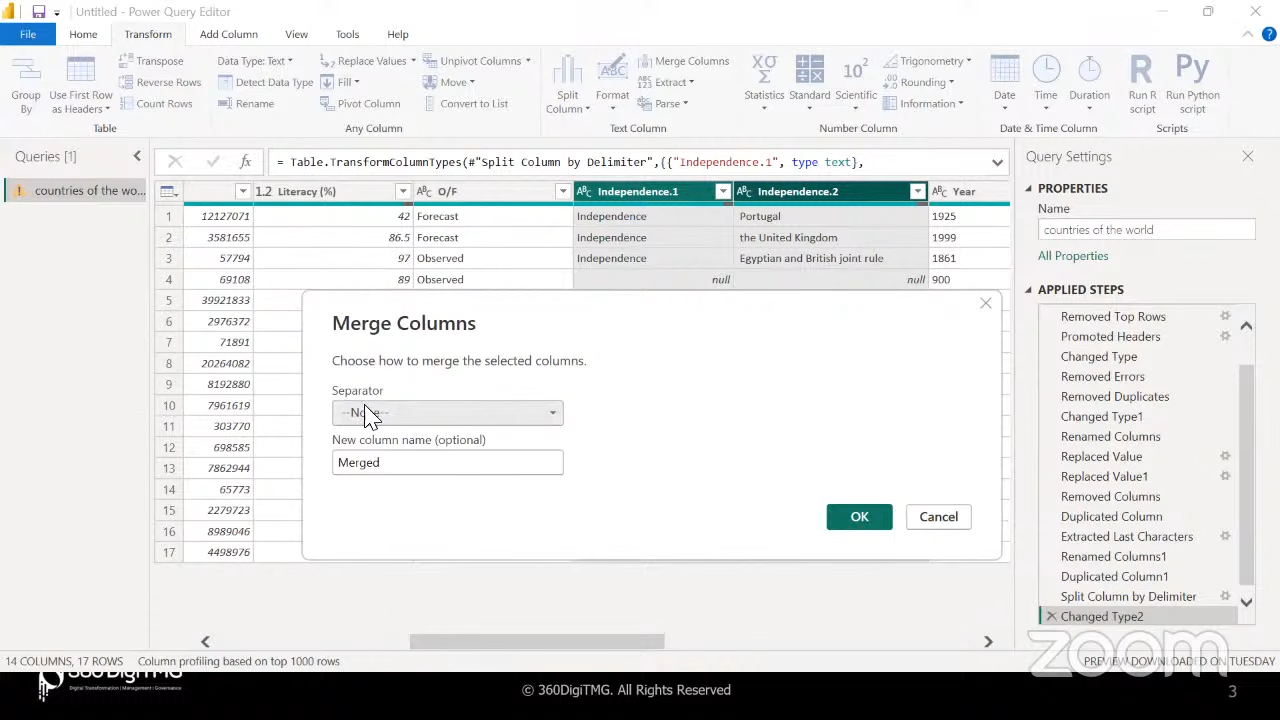 Untitled - Power Query Editor
File Home Transform Add Column View Tools Help
Group By
Use First Row as Headers
Transpose
Reverse Rows
Count Rows
Table
Data Type: Text
Detect Data Type
Rename
Replace Values
Fill
Pivot Column
Unpivot Columns
Move
Convert to List
Any Column
Split Column
Format
Merge Columns
Extract
Parse
Text Column
Statistics
Standard
Scientific
Trigonometry
Rounding
Information
Number Column
Date
Time
Duration
Date & Time Column
Run R script
Run Python script
Scripts
Queries [1]
countries of the wo...
fx = Table.TransformColumnTypes(#"Split Column by Delimiter",{{"Independence.1", type text},
1.2 Literacy (%) ABC O/F ABC Independence.1 ABC Independence.2 ABC Year
1 12127071 42 Forecast Independence Portugal 1925
2 3581655 86.5 Forecast Independence the United Kingdom 1999
3 57794 97 Observed Independence Egyptian and British joint rule 1861
4 69108 89 Observed null null 900
5 39921833
6 2976372
7 71891
8 20264082
9 8192880
10 7961619
11 303770
12 698585
13 7862944
14 65773
15 2279723
16 8989046
17 4498976
Merge Columns
Choose how to merge the selected columns.
Separator
--None--
New column name (optional)
Merged
OK Cancel
Query Settings
PROPERTIES
Name
countries of the world
All Properties
APPLIED STEPS
Removed Top Rows
Promoted Headers
Changed Type
Removed Errors
Removed Duplicates
Changed Type1
Renamed Columns
Replaced Value
Replaced Value1
Removed Columns
Duplicated Column
Extracted Last Characters
Renamed Columns1
Duplicated Column1
Split Column by Delimiter
Changed Type2
14 COLUMNS, 17 ROWS Column profiling based on top 1000 rows
PREVIEW DOWNLOADED ON TUESDAY
zoom
360DigiTMG
Digital Transformation | Management | Governance
© 360DigiTMG. All Rights Reserved
3